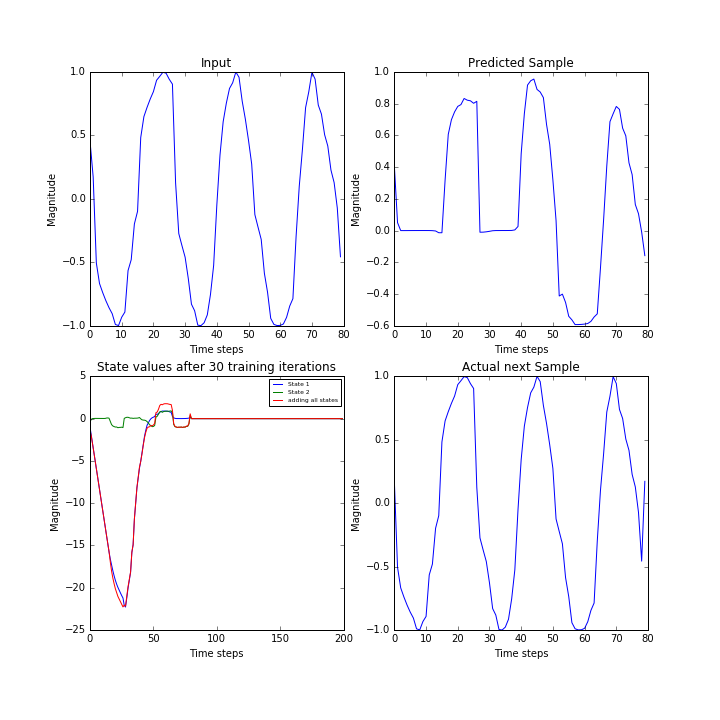 Input
1.0
0.5
0.0
−0.5
−1.0
Magnitude
0 10 20 30 40 50 60 70 80
Time steps
Predicted Sample
1.0
0.8
0.6
0.4
0.2
0.0
−0.2
−0.4
−0.6
Magnitude
0 10 20 30 40 50 60 70 80
Time steps
State values after 30 training iterations
5
0
−5
−10
−15
−20
−25
Magnitude
State 1
State 2
adding all states
0 50 100 150 200
Time steps
Actual next Sample
1.0
0.5
0.0
−0.5
−1.0
Magnitude
0 10 20 30 40 50 60 70 80
Time steps